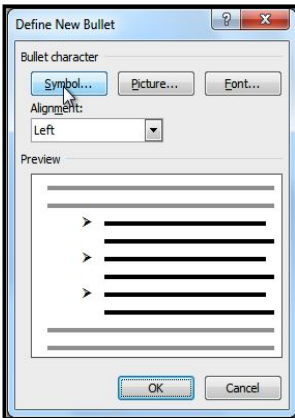 Define New Bullet
Bullet character
Symbol... Picture... Font...
Alignment:
Left
Preview
OK Cancel